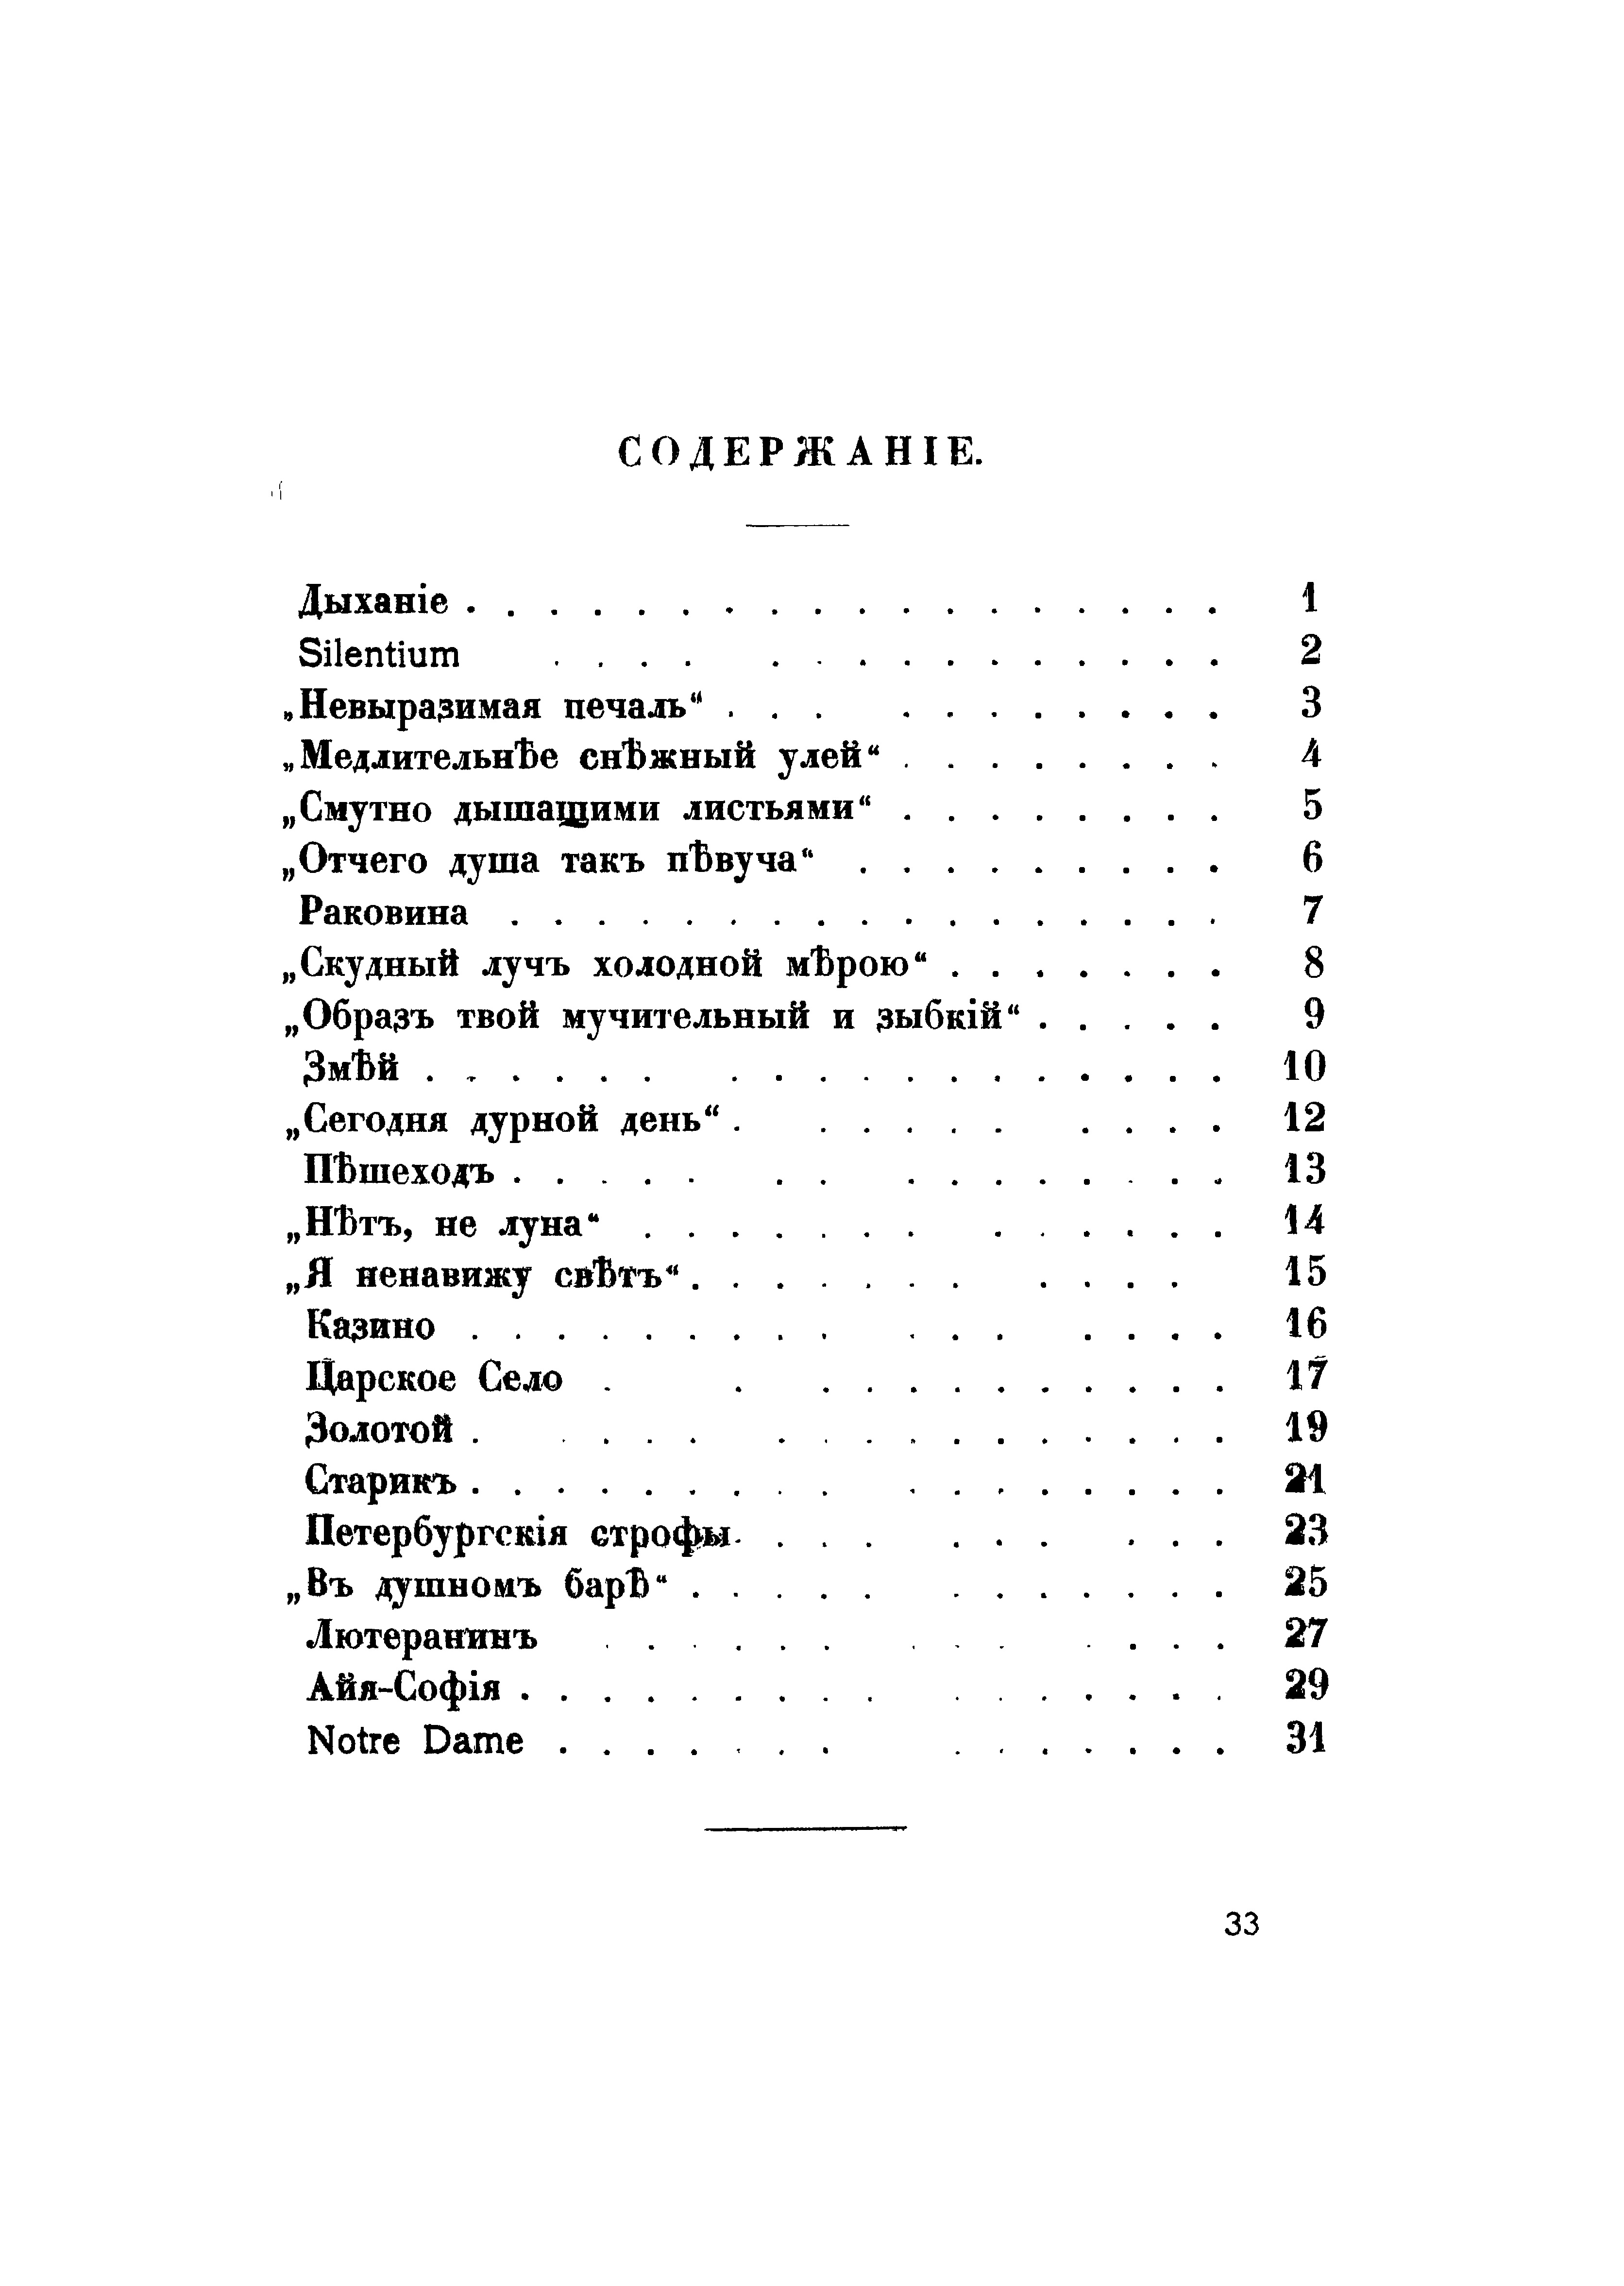 СОДЕРЖАНІЕ.
Дыханіе . . . . . . . . . . . . . . . . . . 1
Silentium . . . . . . . . . . . . . . . 2
„Невыразимая печаль“ . . . . . . . . . . . 3
„Медлительнѣе снѣжный улей“ . . . . . . . . 4
„Смутно дышащими листьями“ . . . . . . . . 5
„Отчего душа такъ пѣвуча“ . . . . . . . . . 6
Раковина . . . . . . . . . . . . . . . . . 7
„Скудный лучъ холодной мѣрою“ . . . . . . . 8
„Образъ твой мучительный и зыбкій“ . . . . . 9
Змѣй . . . . . . . . . . . . . . . . . . 10
„Сегодня дурной день“ . . . . . . . . . . 12
Пѣшеходъ . . . . . . . . . . . . . . . 13
„Нѣтъ, не луна“ . . . . . . . . . . . . . 14
„Я ненавижу свѣтъ“ . . . . . . . . . . . 15
Казино . . . . . . . . . . . . . . . . 16
Царское Село . . . . . . . . . . . . 17
Золотой . . . . . . . . . . . . . . . . 19
Старикъ . . . . . . . . . . . . . . . . . 21
Петербургскія строфы . . . . . . . . . . 23
„Въ душномъ барѣ“ . . . . . . . . . . . . 25
Лютеранинъ . . . . . . . . . . . . . 27
Айя-Софія . . . . . . . . . . . . . . . . 29
Notre Dame . . . . . . . . . . . . . . 31
33